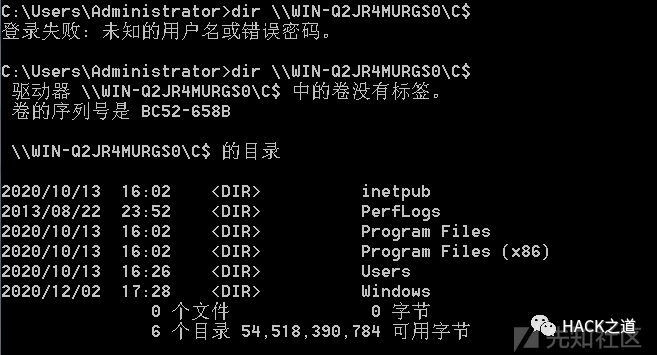 C:\Users\Administrator>dir \\WIN-Q2JR4MURGS0\C$
登录失败: 未知的用户名或错误密码。
C:\Users\Administrator>dir \\WIN-Q2JR4MURGS0\C$
驱动器 \\WIN-Q2JR4MURGS0\C$ 中的卷没有标签。
卷的序列号是 BC52-658B
\\WIN-Q2JR4MURGS0\C$ 的目录
2020/10/13  16:02    <DIR>          inetpub
2013/08/22  23:52    <DIR>          PerfLogs
2020/10/13  16:02    <DIR>          Program Files
2020/10/13  16:02    <DIR>          Program Files (x86)
2020/10/13  16:26    <DIR>          Users
2020/12/02  17:28    <DIR>          Windows
0 个文件              0 字节
6 个目录 54,518,390,784 可用字节
HACK之道
先知社区